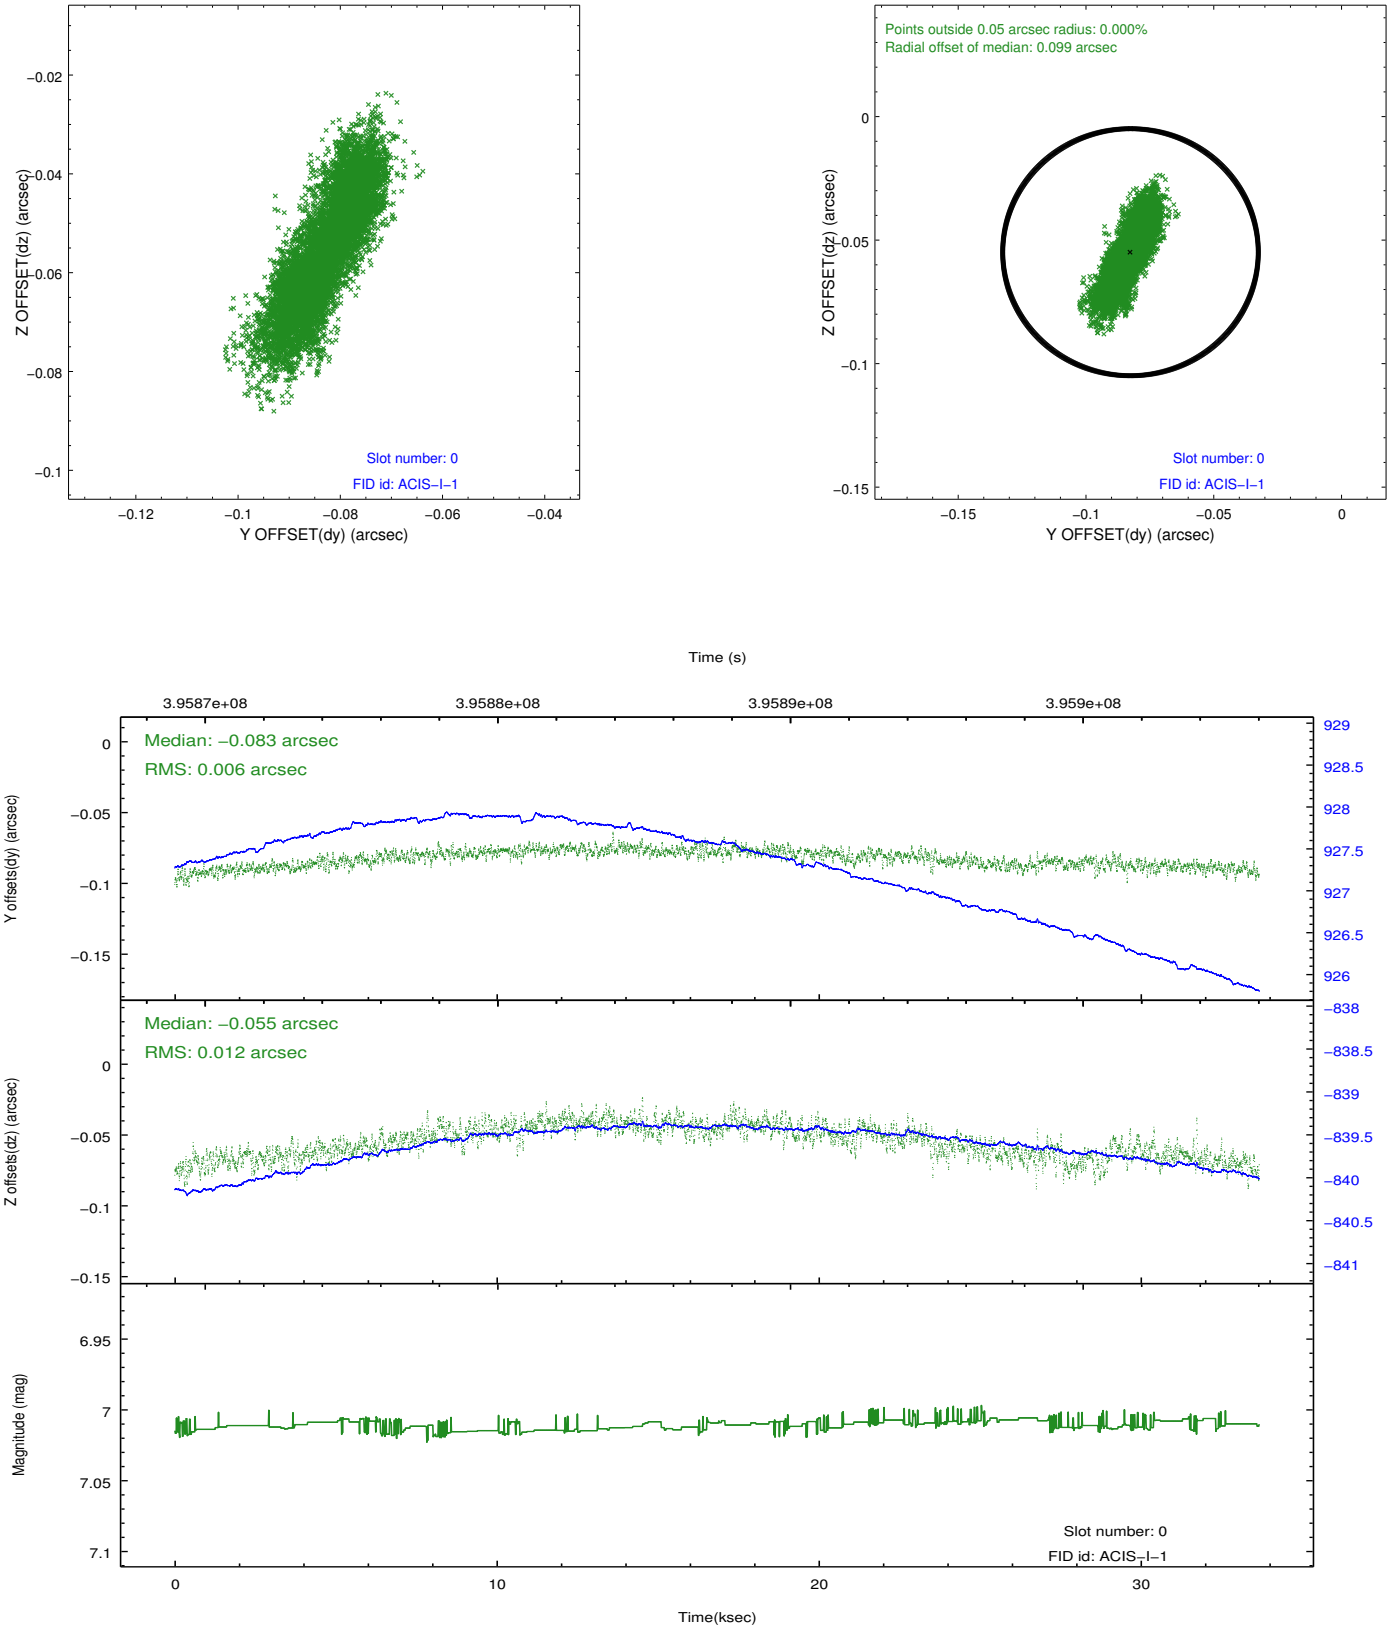 −0.02
−0.04
−0.06
−0.08
−0.1
Z OFFSET(dz) (arcsec)
Slot number: 0
FID id: ACIS−I−1
−0.12
−0.1
−0.08
−0.06
−0.04
Y OFFSET(dy) (arcsec)
Points outside 0.05 arcsec radius: 0.000%
Radial offset of median: 0.099 arcsec
0
−0.05
−0.1
−0.15
Z OFFSET(dz) (arcsec)
Slot number: 0
FID id: ACIS−I−1
−0.15
−0.1
−0.05
0
Y OFFSET(dy) (arcsec)
Time (s)
3.9587e+08
3.9588e+08
3.9589e+08
3.959e+08
Median: −0.083 arcsec
RMS: 0.006 arcsec
0
−0.05
−0.1
−0.15
Y offsets(dy) (arcsec)
929
928.5
928
927.5
927
926.5
926
Median: −0.055 arcsec
RMS: 0.012 arcsec
0
−0.05
−0.1
−0.15
Z offsets(dz) (arcsec)
−838
−838.5
−839
−839.5
−840
−840.5
−841
6.95
7
7.05
7.1
Magnitude (mag)
Slot number: 0
FID id: ACIS−I−1
0
10
20
30
Time(ksec)